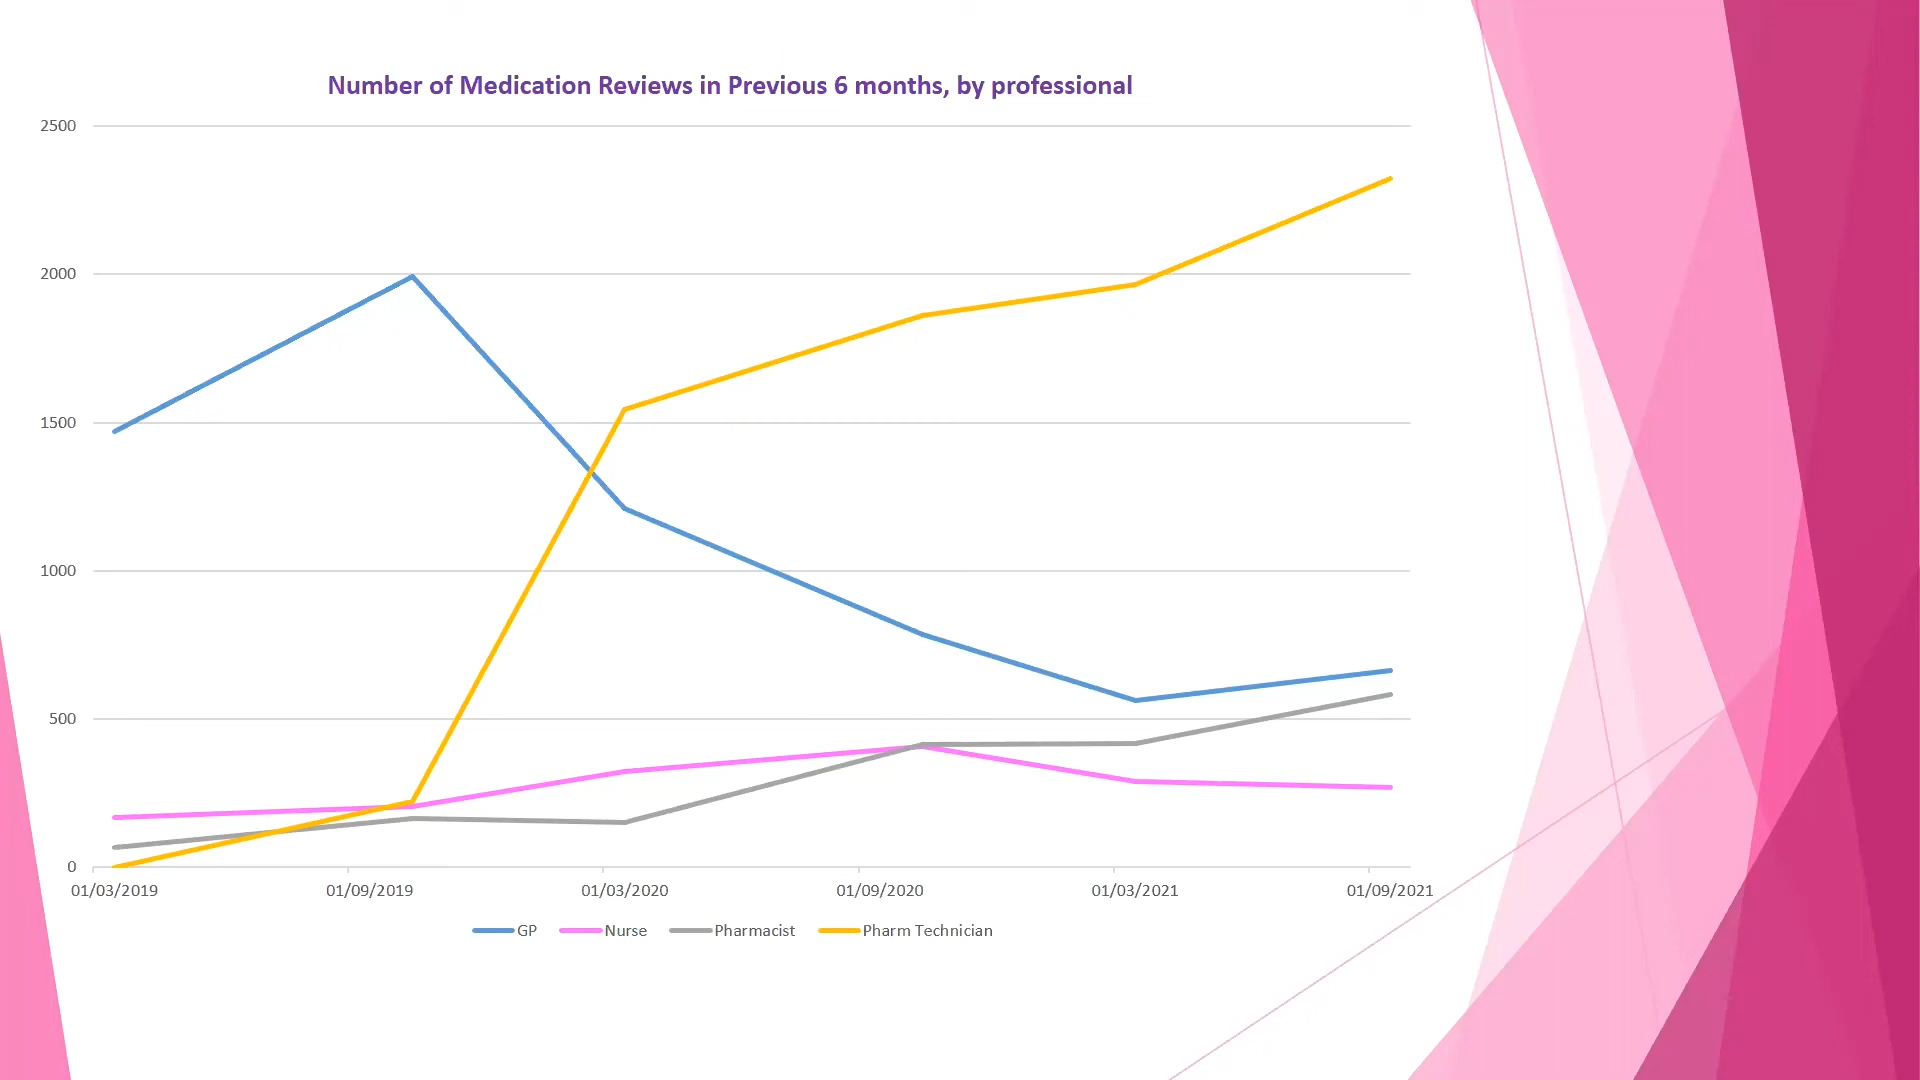 Number of Medication Reviews in Previous 6 months, by professional
2500
2000
1500
1000
500
0
01/03/2019 01/09/2019 01/03/2020 01/09/2020 01/03/2021 01/09/2021
GP Nurse Pharmacist Pharm Technician